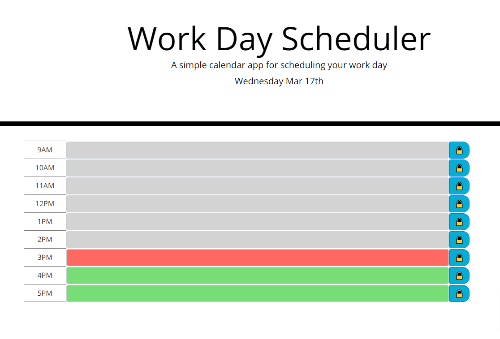 Work Day Scheduler
A simple calendar app for scheduling your work day
Wednesday Mar 17th
9AM
10AM
11AM
12PM
1PM
2PM
3PM
4PM
5PM